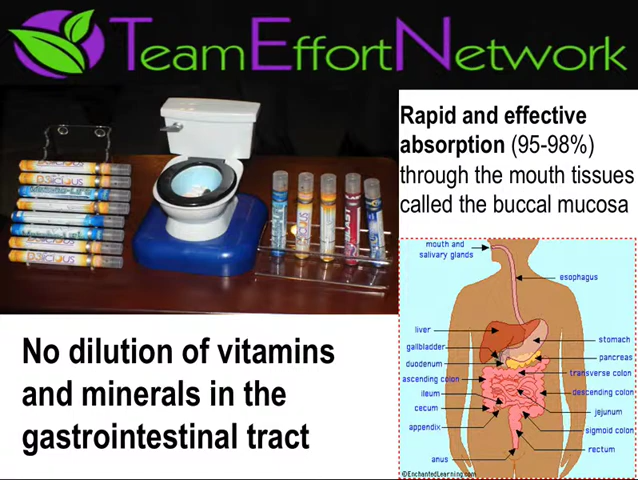 TeamEffortNetwork
Rapid and effective
absorption (95-98%)
through the mouth tissues
called the buccal mucosa
No dilution of vitamins
and minerals in the
gastrointestinal tract
mouth and
salivary glands
esophagus
liver
stomach
gallbladder
pancreas
duodenum
transverse colon
ascending colon
descending colon
ileum
jejunum
cecum
appendix
sigmoid colon
rectum
anus
©EnchantedLearning.com